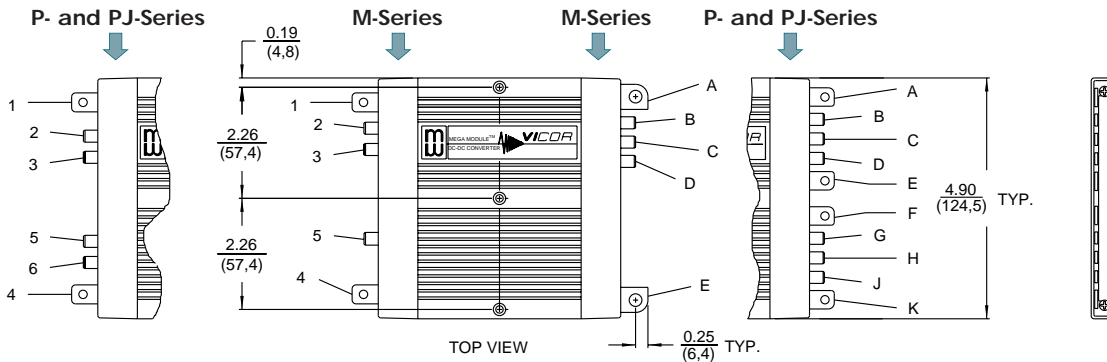 P- and PJ-Series
M-Series
M-Series
P- and PJ-Series
0.19
(4,8)
1
2
3
5
6
4
2.26
(57,4)
2.26
(57,4)
1
2
3
5
4
MEGA MODULE™
DC-DC CONVERTER
VICOR
A
B
C
D
E
TOP VIEW
0.25
(6,4)
TYP.
A
B
C
D
E
F
G
H
J
K
4.90
(124,5)
TYP.